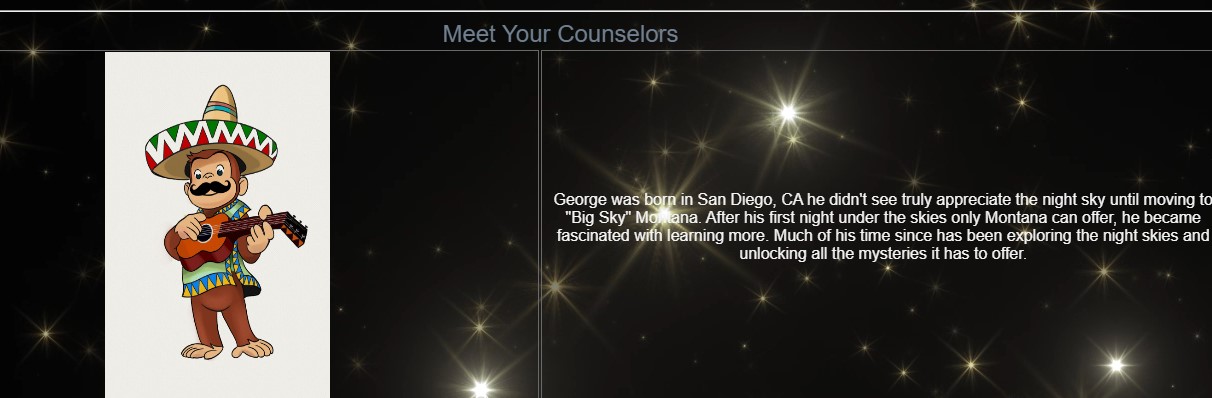 Meet Your Counselors
George was born in San Diego, CA he didn't see truly appreciate the night sky until moving to
"Big Sky" Montana. After his first night under the skies only Montana can offer, he became
fascinated with learning more. Much of his time since has been exploring the night skies and
unlocking all the mysteries it has to offer.